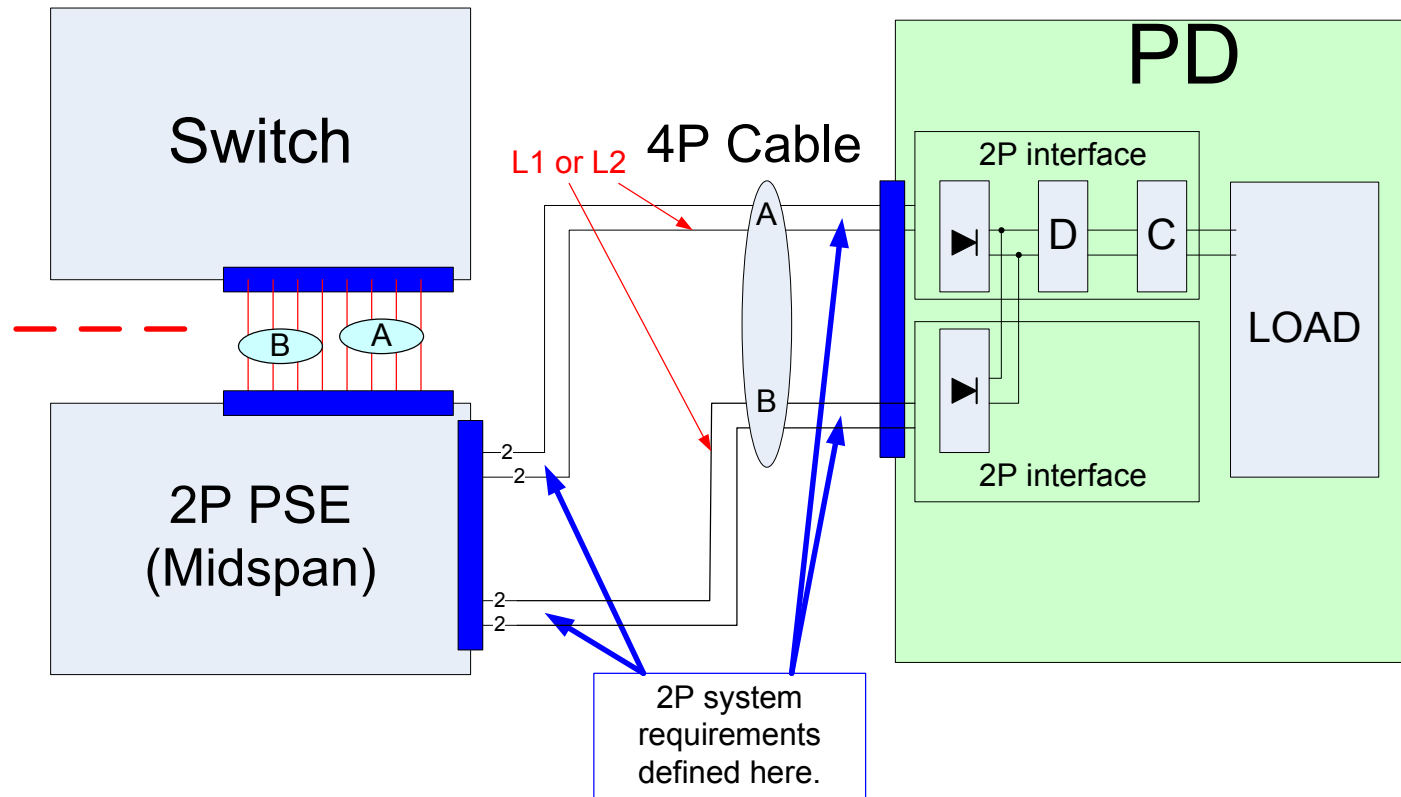 PD
Switch
4P Cable
L1 or L2
2P interface
A
D
C
B
A
LOAD
B
2
2
2P PSE
(Midspan)
2P interface
2
2
2P system
requirements
defined here.